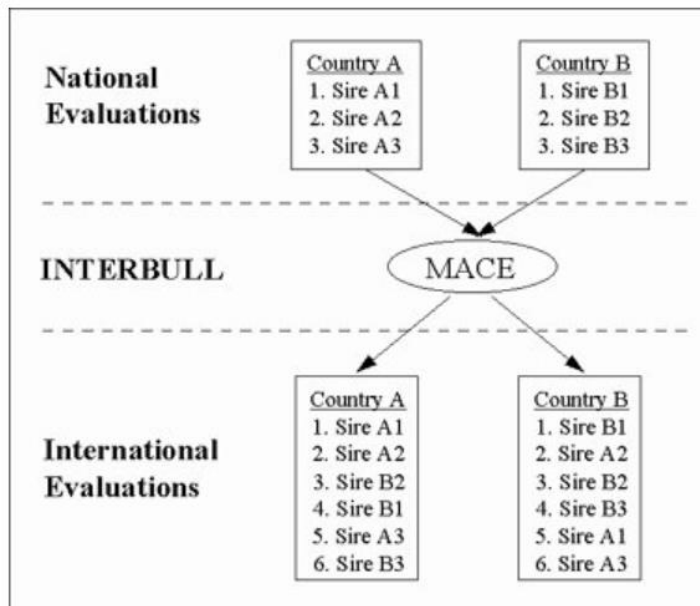 National
Evaluations
Country A
1. Sire A1
2. Sire A2
3. Sire A3
Country B
1. Sire B1
2. Sire B2
3. Sire B3
INTERBULL
MACE
International
Evaluations
Country A
1. Sire A1
2. Sire A2
3. Sire B2
4. Sire B1
5. Sire A3
6. Sire B3
Country B
1. Sire B1
2. Sire A2
3. Sire B2
4. Sire B3
5. Sire A1
6. Sire A3